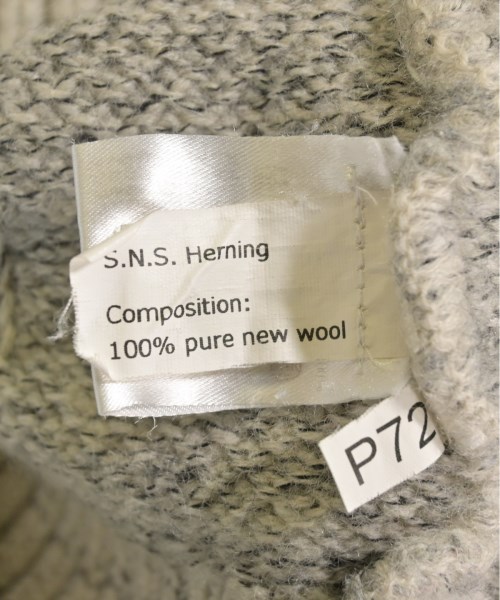 S.N.S. Herning
Composition:
100% pure new wool
P72